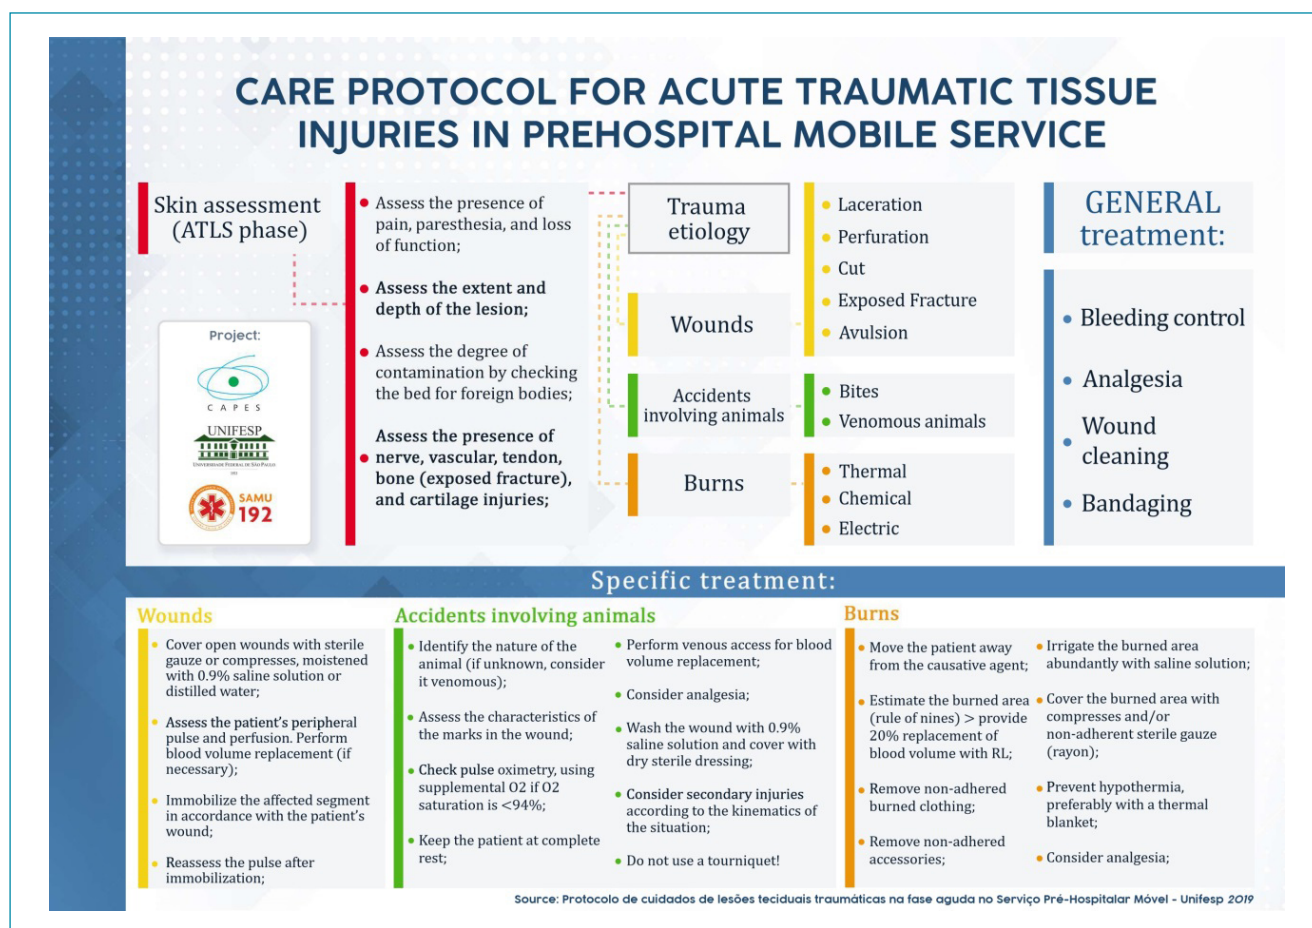 CARE PROTOCOL FOR ACUTE TRAUMATIC TISSUE
INJURIES IN PREHOSPITAL MOBILE SERVICE
Skin assessment
(ATLS phase)
Project:
CAPES
UNIFESP
UNIVERSIDADE FEDERAL DE SÃO PAULO
SAMU
192
Assess the presence of
pain, paresthesia, and loss
of function;
Assess the extent and
depth of the lesion;
Assess the degree of
contamination by checking
the bed for foreign bodies;
Assess the presence of
nerve, vascular, tendon,
bone (exposed fracture),
and cartilage injuries;
Trauma
etiology
Wounds
Laceration
Perfuration
Cut
Exposed Fracture
Avulsion
Accidents
involving animals
Bites
Venomous animals
Burns
Thermal
Chemical
Electric
GENERAL
treatment:
Bleeding control
Analgesia
Wound
cleaning
Bandaging
Specific treatment:
Wounds
Cover open wounds with sterile
gauze or compresses, moistened
with 0.9% saline solution or
distilled water;
Assess the patient's peripheral
pulse and perfusion. Perform
blood volume replacement (if
necessary);
Immobilize the affected segment
in accordance with the patient's
wound;
Reassess the pulse after
immobilization;
Accidents involving animals
Identify the nature of the
animal (if unknown, consider
it venomous);
Assess the characteristics of
the marks in the wound;
Check pulse oximetry, using
supplemental O2 if O2
saturation is <94%;
Keep the patient at complete
rest;
Perform venous access for blood
volume replacement;
Consider analgesia;
Wash the wound with 0.9%
saline solution and cover with
dry sterile dressing;
Consider secondary injuries
according to the kinematics of
the situation;
Do not use a tourniquet!
Burns
Move the patient away
from the causative agent;
Estimate the burned area
(rule of nines) > provide
20% replacement of
blood volume with RL;
Remove non-adhered
burned clothing;
Remove non-adhered
accessories;
Irrigate the burned area
abundantly with saline solution;
Cover the burned area with
compresses and/or
non-adherent sterile gauze
(rayon);
Prevent hypothermia,
preferably with a thermal
blanket;
Consider analgesia;
Source: Protocolo de cuidados de lesões teciduais traumáticas na fase aguda no Serviço Pré-Hospitalar Móvel - Unifesp 2019